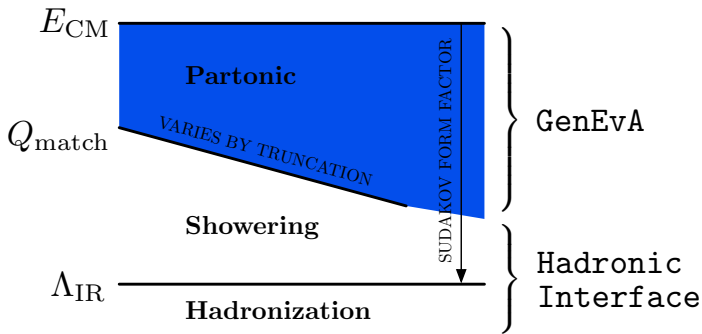 E_CM
Partonic
Q_match
VARIES BY TRUNCATION
SUDAKOV FORM FACTOR
GenEvA
Showering
Λ_IR
Hadronization
Hadronic
Interface